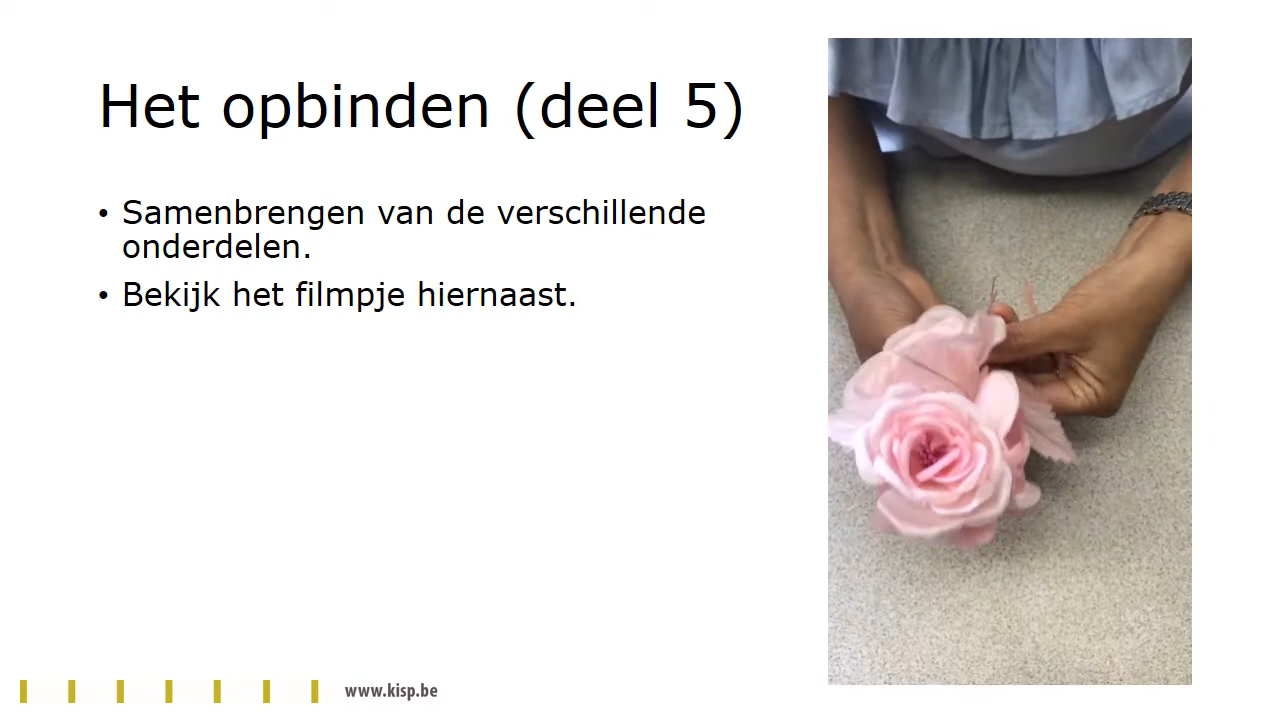 Het opbinden (deel 5)
• Samenbrengen van de verschillende
onderdelen.
• Bekijk het filmpje hiernaast.
www.kisp.be